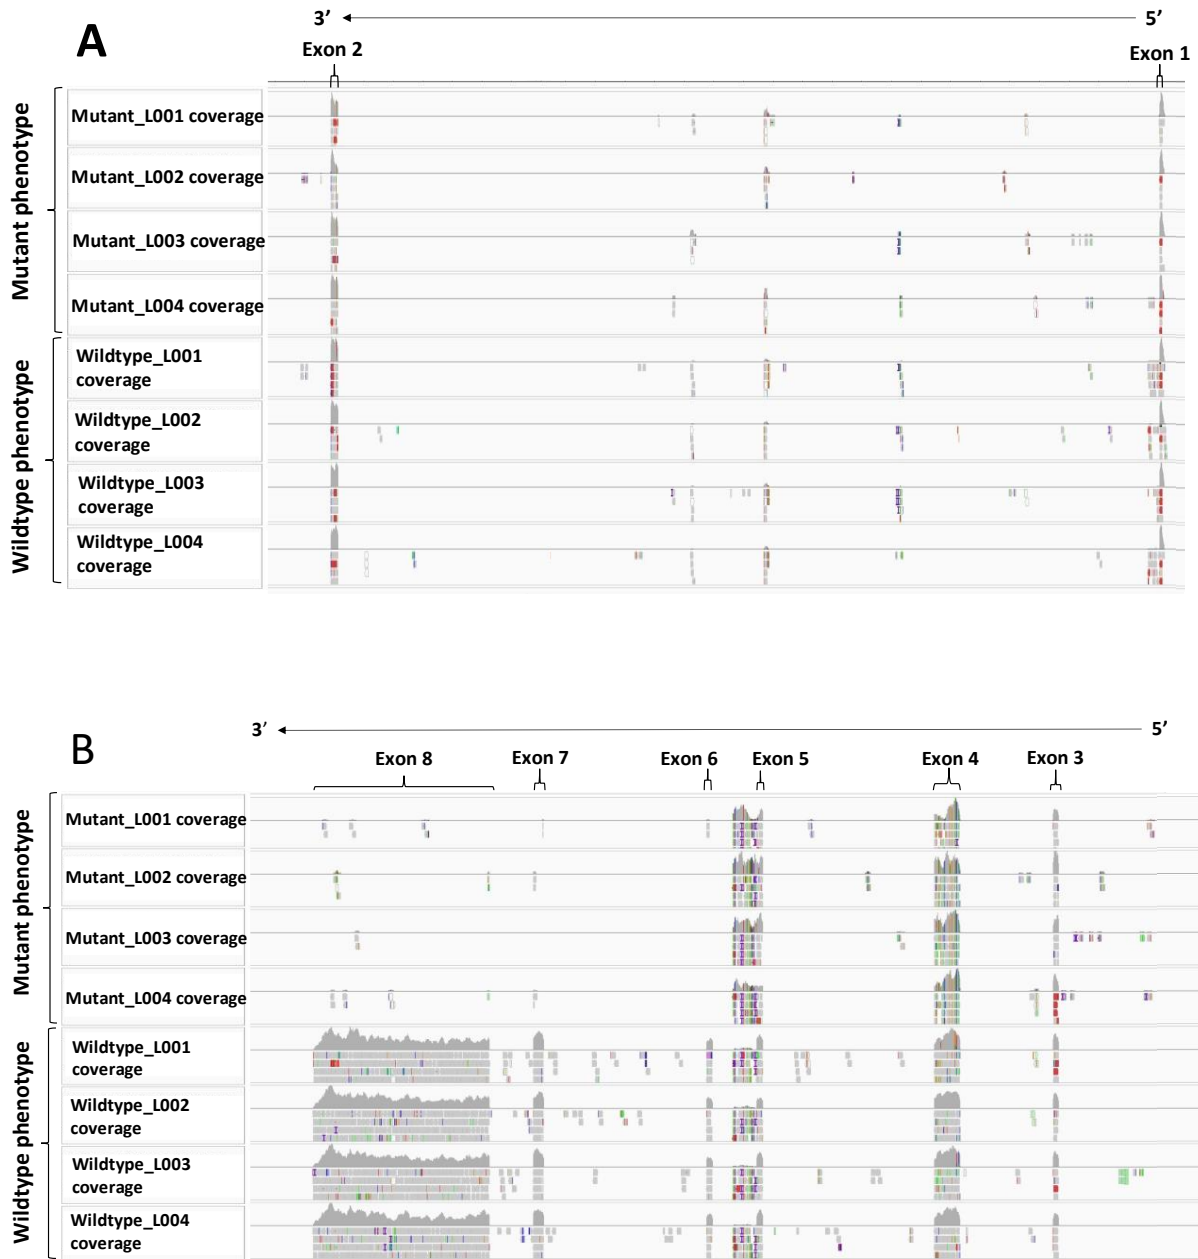 A
3’
5’
Exon 2
Exon 1
Mutant phenotype
Mutant_L001 coverage
Mutant_L002 coverage
Mutant_L003 coverage
Mutant_L004 coverage
Wildtype phenotype
Wildtype_L001
coverage
Wildtype_L002
coverage
Wildtype_L003
coverage
Wildtype_L004
coverage
B
3’
5’
Exon 8
Exon 7
Exon 6
Exon 5
Exon 4
Exon 3
Mutant phenotype
Mutant_L001 coverage
Mutant_L002 coverage
Mutant_L003 coverage
Mutant_L004 coverage
Wildtype phenotype
Wildtype_L001
coverage
Wildtype_L002
coverage
Wildtype_L003
coverage
Wildtype_L004
coverage